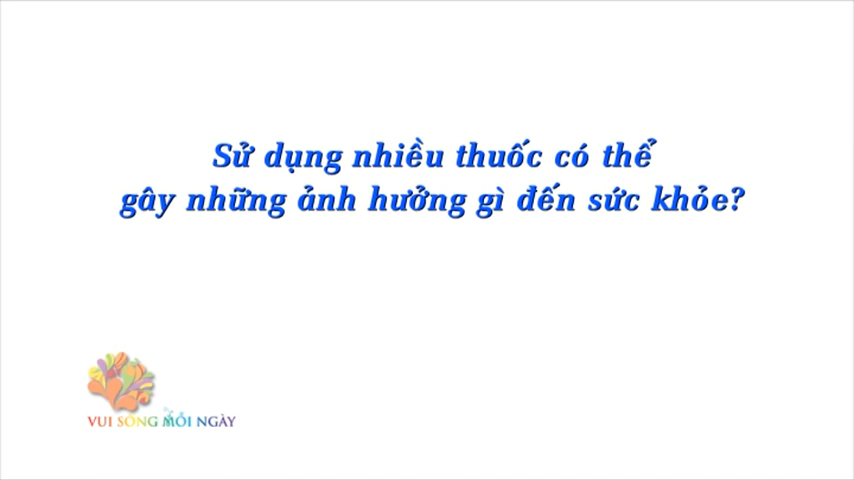 Sử dụng nhiều thuốc có thể
gây những ảnh hưởng gì đến sức khỏe?
VUI SỐNG MỖI NGÀY